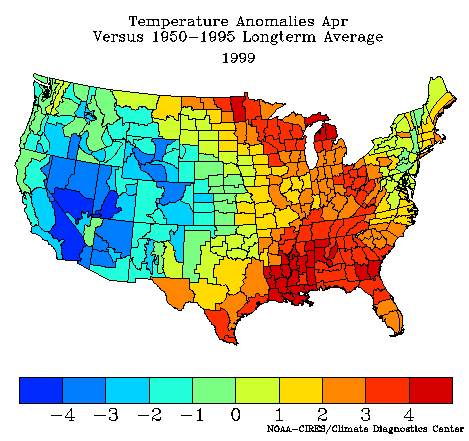 Temperature Anomalies Apr
Versus 1950-1995 Longterm Average
1999
-4 -3 -2 -1 0 1 2 3 4
NOAA-CIRES/Climate Diagnostics Center